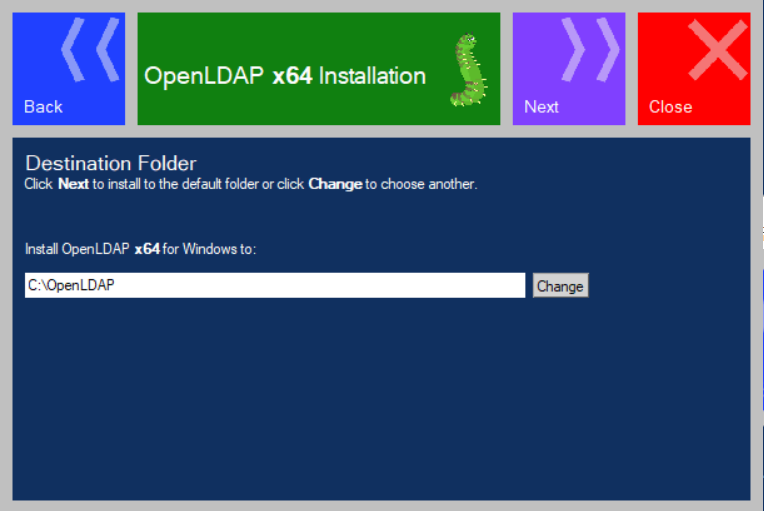 Back
OpenLDAP x64 Installation
Next
Close
Destination Folder
Click Next to install to the default folder or click Change to choose another.
Install OpenLDAP x64 for Windows to:
C:\OpenLDAP
Change